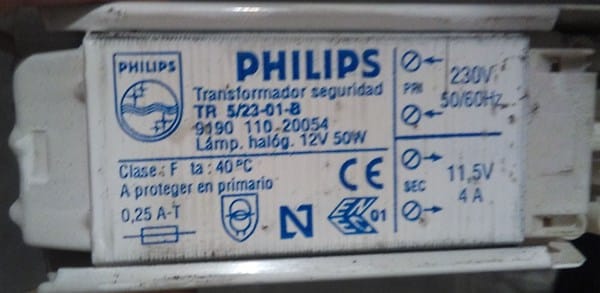 PHILIPS
PHILIPS
Transformador seguridad
TR 5/23-01-B
9190 110 20054
Lámp. halóg. 12V 50W
Clase: F ta: 40 ºC
A proteger en primario
0,25 A-T
CE
N
01
PRI
230V
50/60Hz
SEC
11,5V
4 A